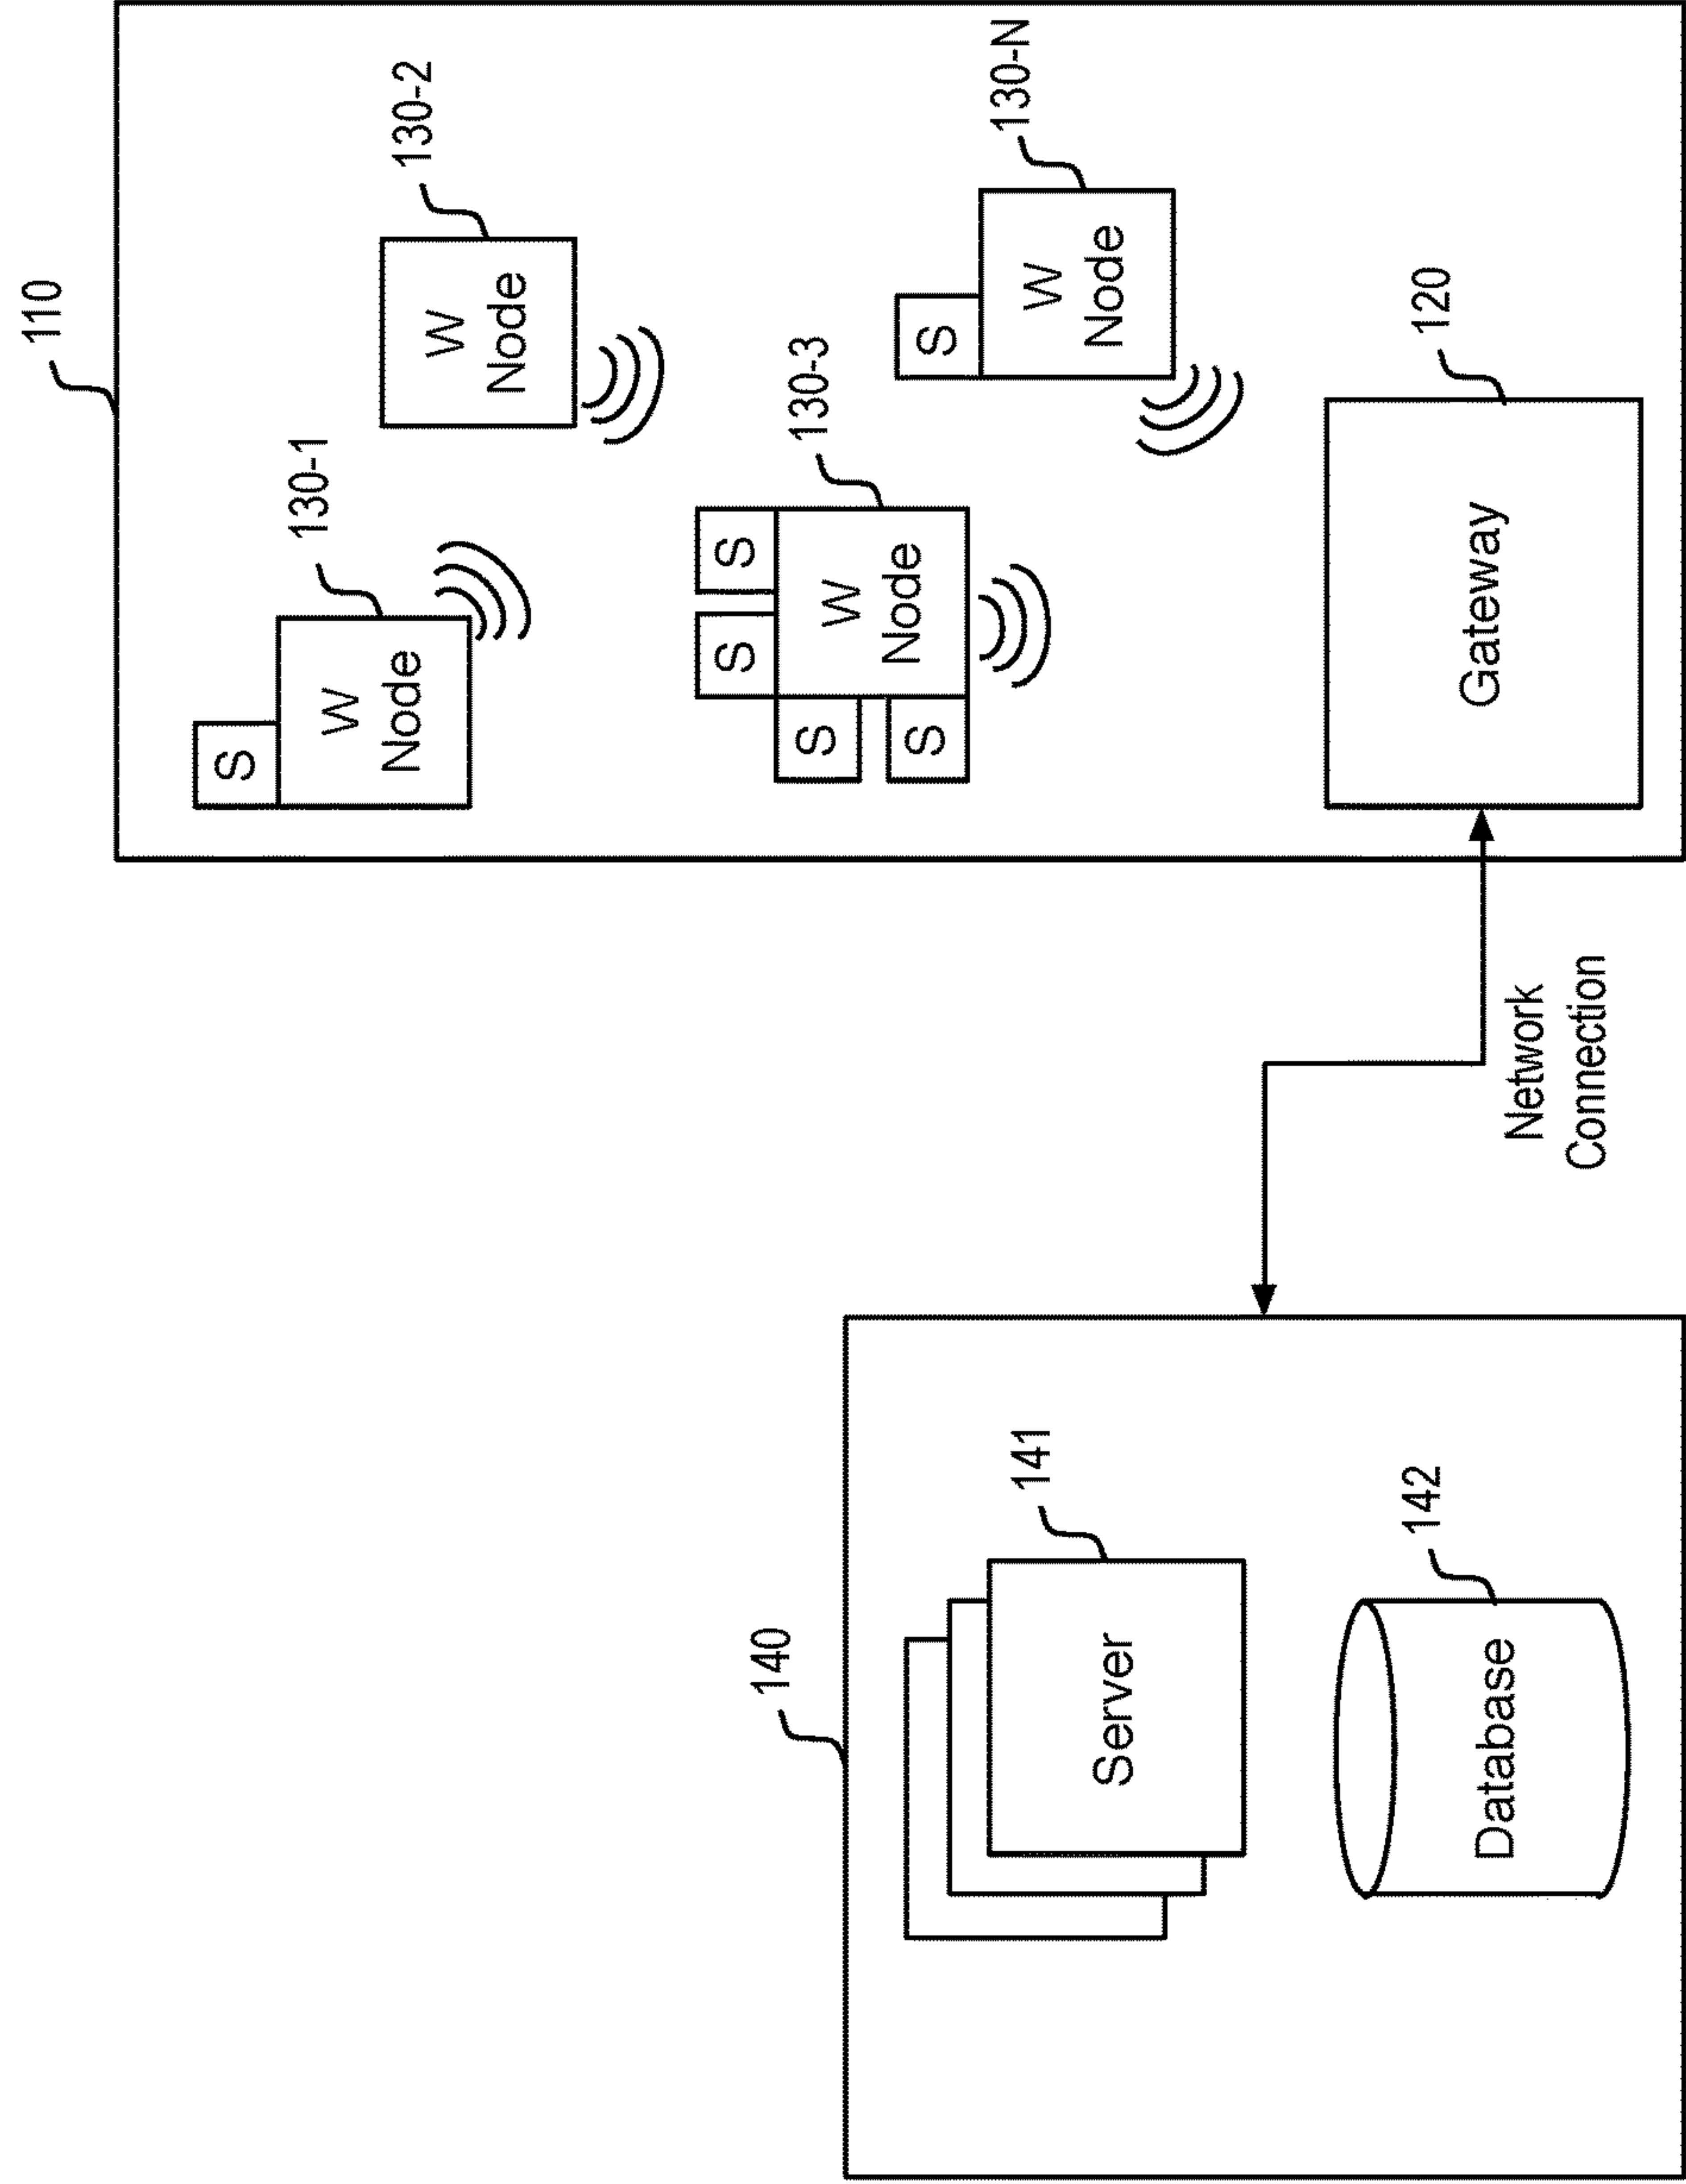 110
130-1
S
W
Node
130-2
W
Node
130-3
S
S
S
S
W
Node
130-N
S
W
Node
120
Gateway
Network
Connection
140
141
Server
142
Database